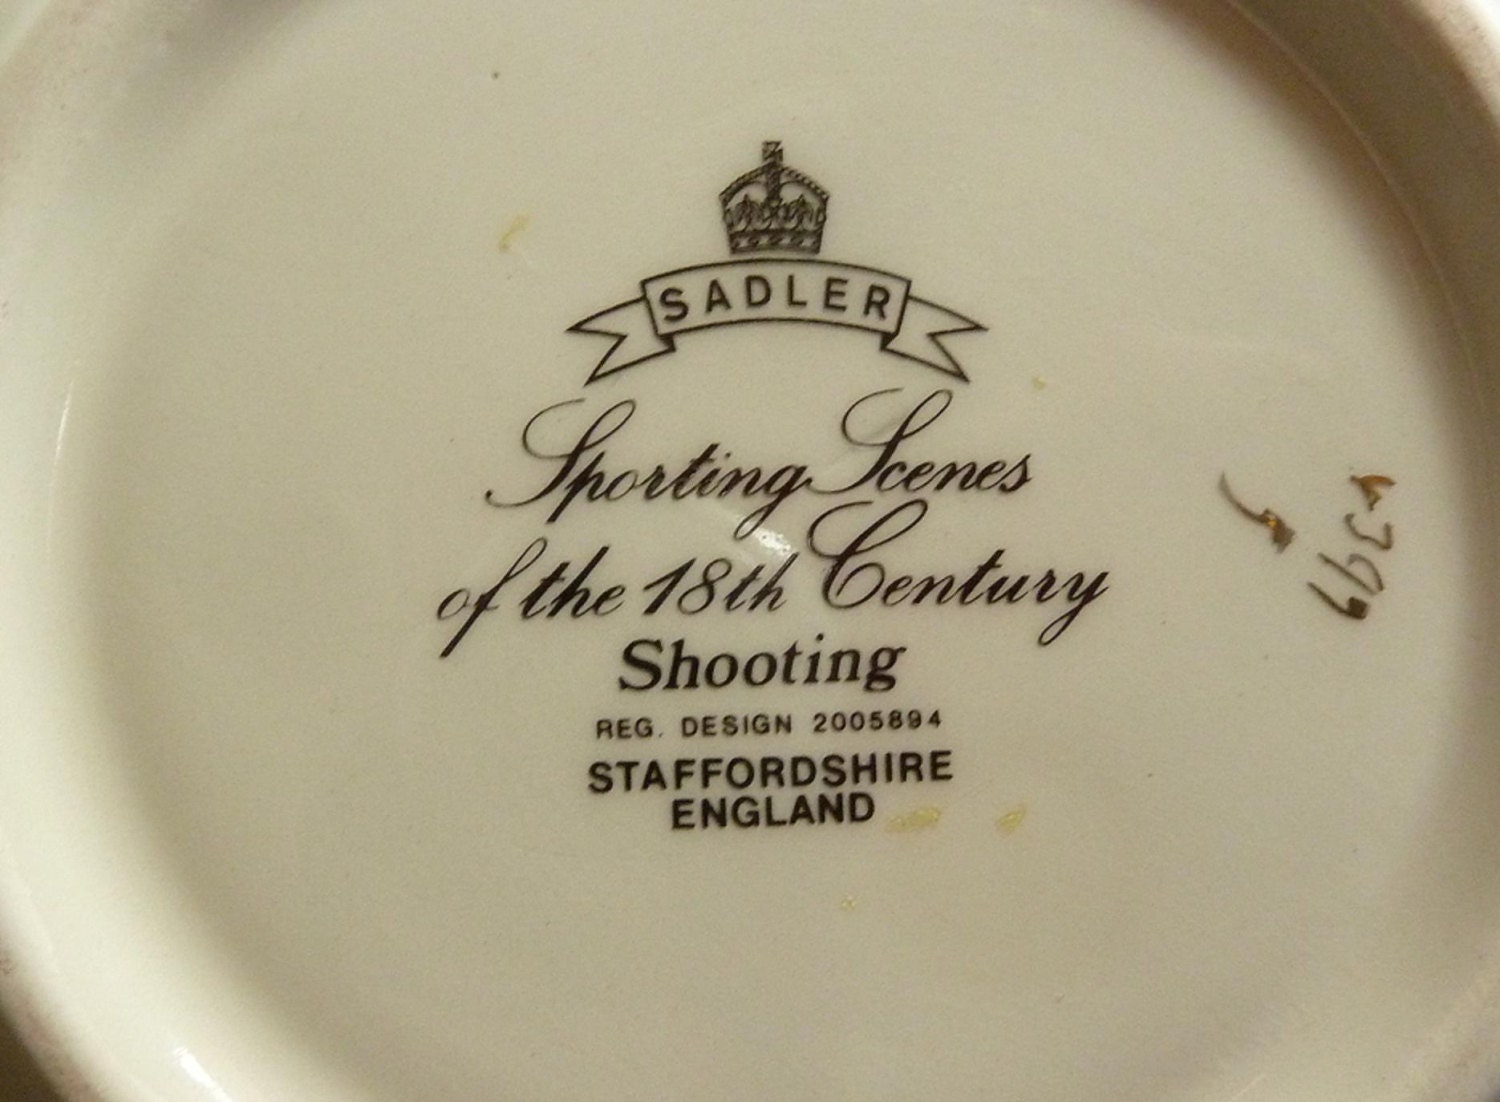 SADLER
Sporting Scenes
of the 18th Century
Shooting
REG. DESIGN 2005894
STAFFORDSHIRE
ENGLAND